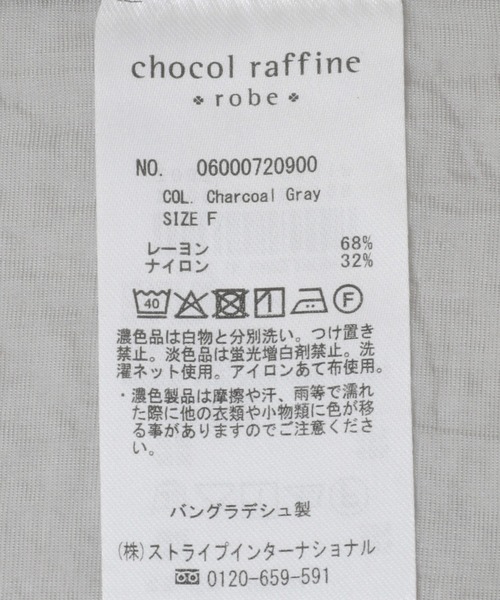 chocol raffine
robe
NO. 06000720900
COL. Charcoal Gray
SIZE F
レーヨン 68%
ナイロン 32%
40 F
濃色品は白物と分別洗い。つけ置き
禁止。淡色品は蛍光増白剤禁止。洗
濯ネット使用。アイロンあて布使用。
・濃色製品は摩擦や汗、雨等で濡れ
た際に他の衣類や小物類に色が移
る事がありますのでご注意くださ
い。
バングラデシュ製
(株)ストライプインターナショナル
0120-659-591